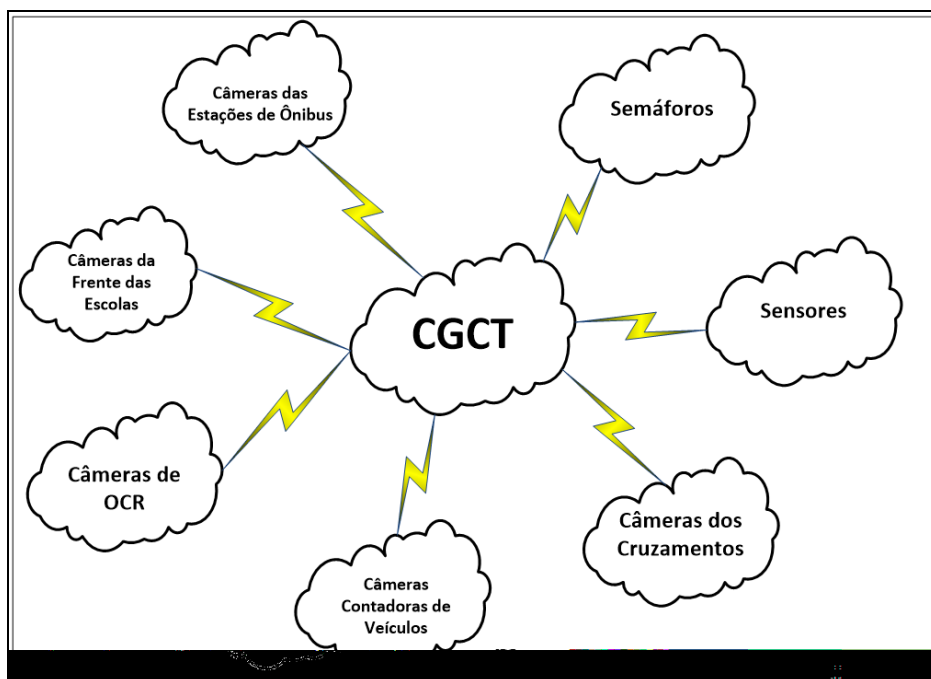 Câmeras das
Estações de Ônibus
Semáforos
Câmeras da
Frente das
Escolas
CGCT
Sensores
Câmeras de
OCR
Câmeras dos
Cruzamentos
Câmeras
Contadoras de
Veículos